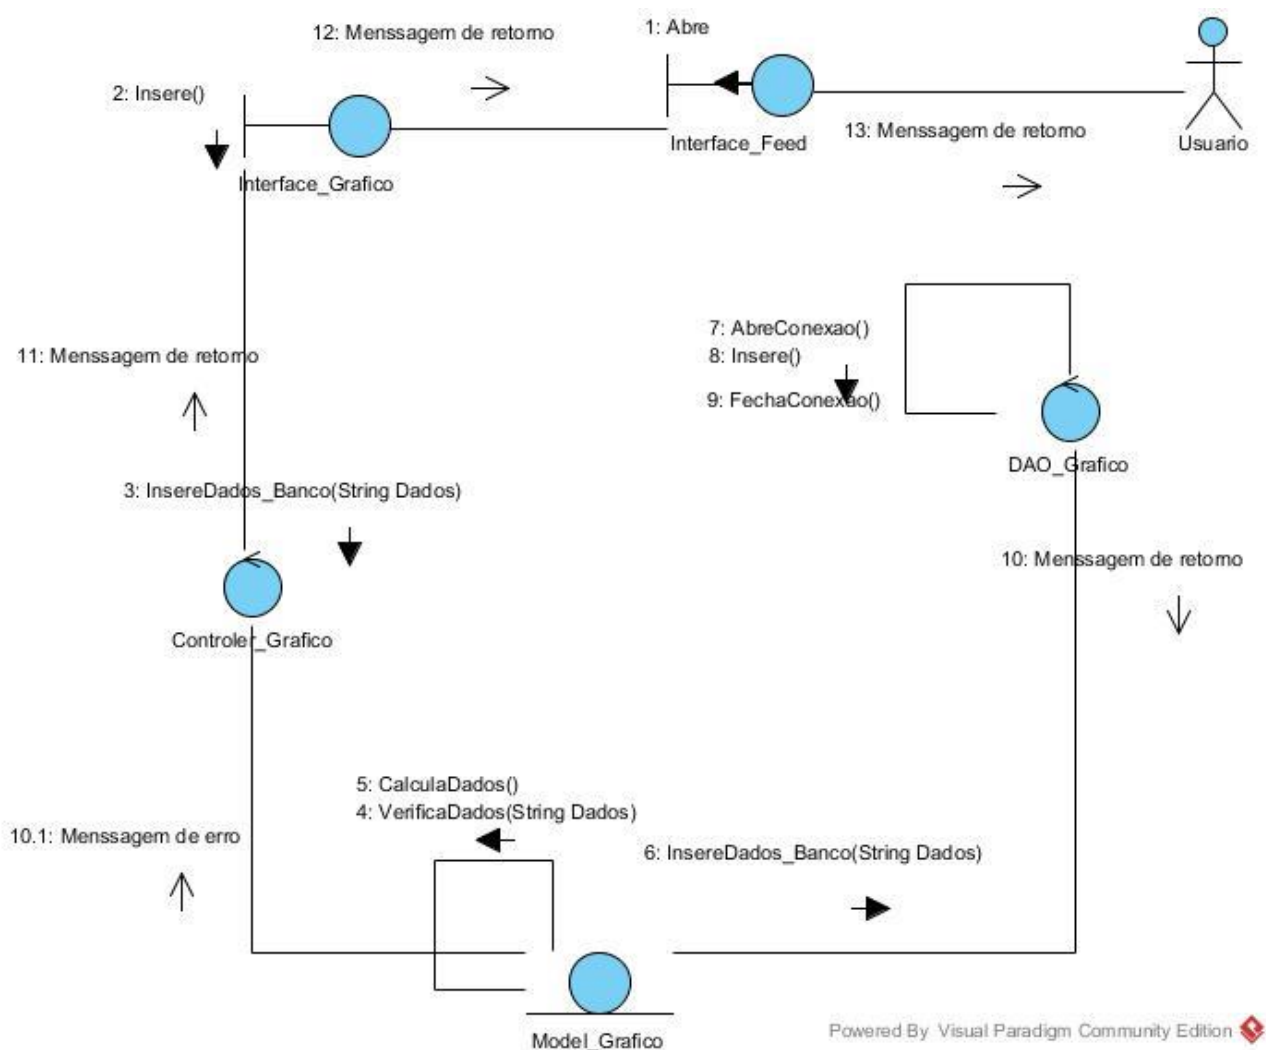 12: Menssagem de retorno
1: Abre
2: Insere()
Interface_Feed
13: Menssagem de retorno
Usuario
Interface_Grafico
7: AbreConexao()
8: Insere()
9: FechaConexao()
11: Menssagem de retorno
DAO_Grafico
3: InsereDados_Banco(String Dados)
10: Menssagem de retorno
Controler_Grafico
5: CalculaDados()
4: VerificaDados(String Dados)
10.1: Menssagem de erro
6: InsereDados_Banco(String Dados)
Model_Grafico
Powered By Visual Paradigm Community Edition